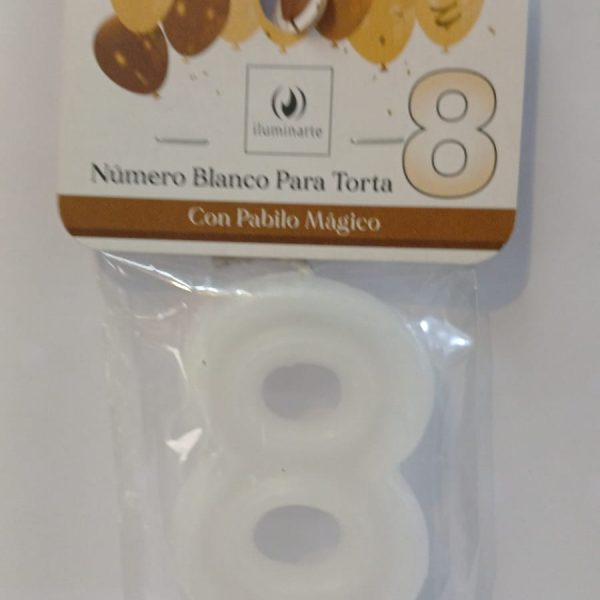 iluminarte
8
Número Blanco Para Torta
Con Pabilo Mágico